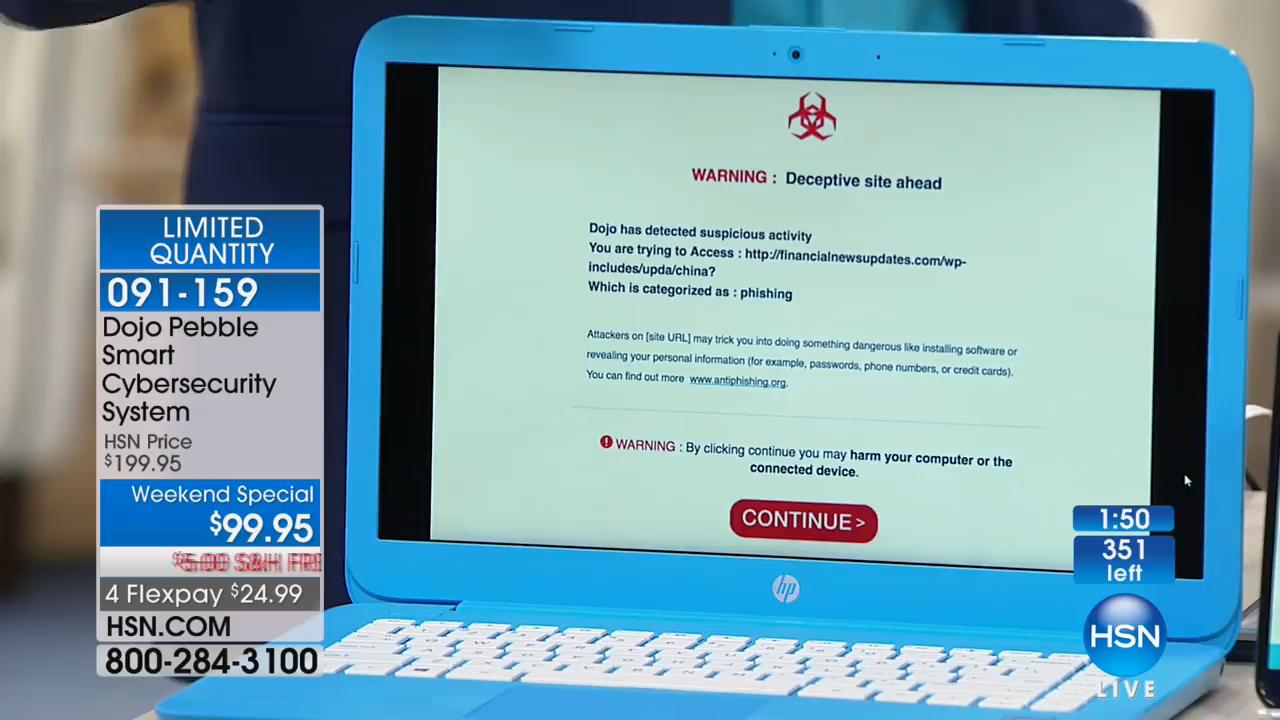 LIMITED
QUANTITY
091-159
Dojo Pebble
Smart
Cybersecurity
System
HSN Price
$199.95
Weekend Special
$99.95
4 Flexpay $24.99
HSN.COM
800-284-3100
WARNING : Deceptive site ahead
Dojo has detected suspicious activity
You are trying to Access : http://financialnewsupdates.com/wp-
includes/upda/china?
Which is categorized as : phishing
Attackers on [site URL] may trick you into doing something dangerous like installing software or
revealing your personal information (for example, passwords, phone numbers, or credit cards).
You can find out more www.antiphishing.org.
WARNING : By clicking continue you may harm your computer or the
connected device.
CONTINUE >
hp
1:50
351
left
HSN
LIVE